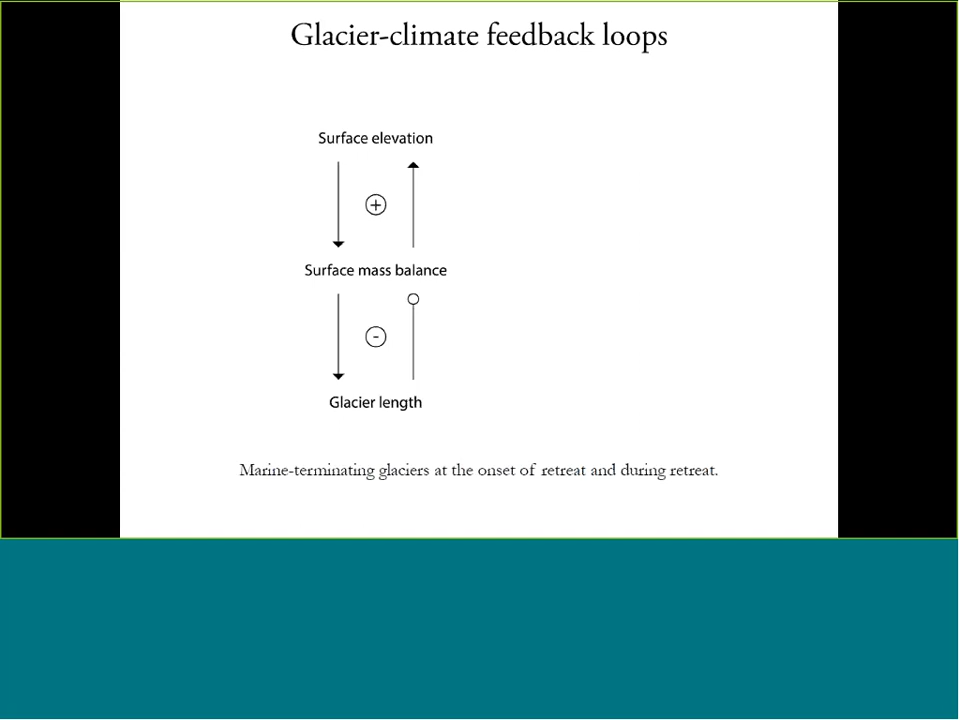 Glacier-climate feedback loops
Surface elevation
+
Surface mass balance
-
Glacier length
Marine-terminating glaciers at the onset of retreat and during retreat.